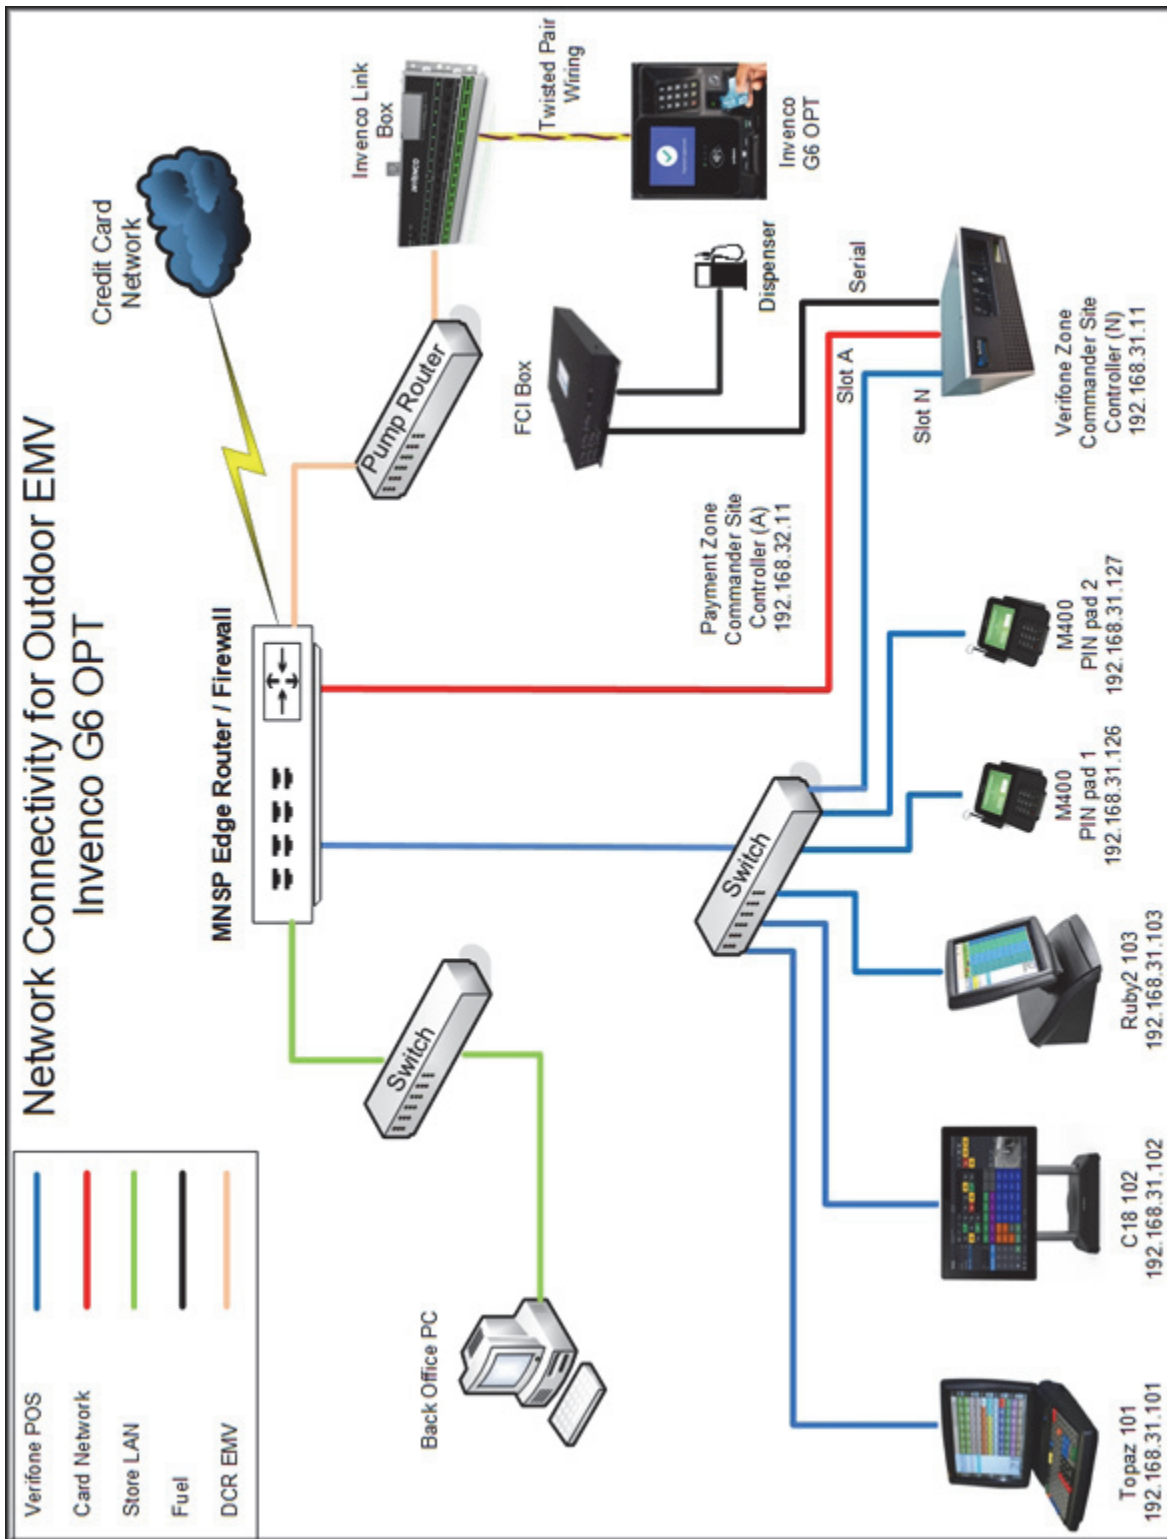 Network Connectivity for Outdoor EMV
Invenco G6 OPT
Verifone POS
Card Network
Store LAN
Fuel
DCR EMV
MNSP Edge Router / Firewall
Credit Card
Network
Switch
Back Office PC
Pump Router
Invenco Link
Box
invenco
Twisted Pair
Wiring
Invenco
G6 OPT
FCI Box
Dispenser
Payment Zone
Commander Site
Controller (A)
192.168.32.11
Slot N
Slot A
Serial
Switch
Topaz 101
192.168.31.101
C18 102
192.168.31.102
Ruby2 103
192.168.31.103
M400
PIN pad 1
192.168.31.126
M400
PIN pad 2
192.168.31.127
Verifone Zone
Commander Site
Controller (N)
192.168.31.11